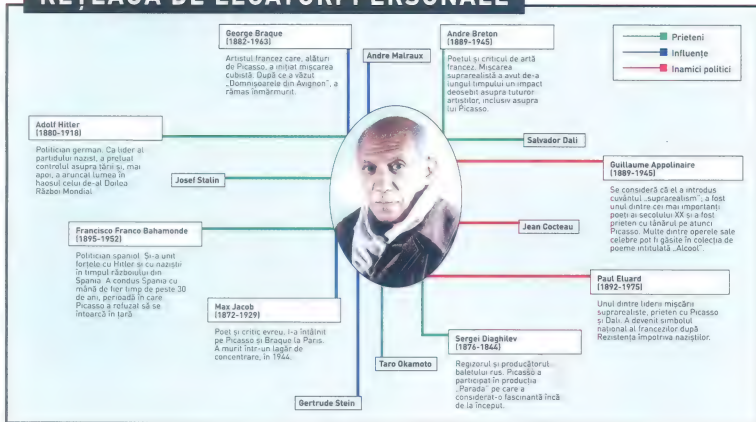 REȚEAUA DE LEGĂTURI PERSONALE
George Braque
(1882-1963)
Artistul francez care, alături
de Picasso, a inițiat mișcarea
cubistă. După ce a văzul
„Domnișoarele din Avignon", a
rămas înmărmurit.
Andre Malraux
Andre Breton
(1889-1945)
Poetul și criticul de artă
francez. Mișcarea
suprarealistă a avut de-a
lungul timpului un impact
deosebit asupra tuturor
artiștilor, inclusiv asupra
lui Picasso.
Prieteni
Influențe
Inamici politici
Adolf Hitler
(1880-1918)
Politician german. Ca lider al
partidului nazist, a preluat
controlul asupra țării și, mai
apoi, a aruncat lumea în
haosul celui de-al Doilea
Război Mondial.
Josef Stalin
Salvador Dali
Guillaume Appolinaire
(1889-1945)
Se consideră că el a introdus
cuvântul „suprarealism"; a fost
unul dintre cei mai importanți
poeți ai secolului XX și a fost
prieten cu tânărul pe atunci
Picasso. Multe dintre operele sale
celebre pot fi găsite în colecția de
poeme intitulată „Alcool".
Francisco Franco Bahamonde
(1895-1952)
Politician spaniol. Și-a unit
forțele cu Hitler și cu naziștii
în timpul războiului din
Spania. A condus Spania cu
mână de fier timp de peste 30
de ani, perioadă în care
Picasso a refuzat să se
întoarcă în țară.
Jean Cocteau
Max Jacob
(1872-1929)
Poet și critic evreu, i-a întâlnit
pe Picasso și Braque la Paris.
A murit într-un lagăr de
concentrare, în 1944.
Paul Eluard
(1892-1975)
Unul dintre liderii mișcării
suprarealiste, prieten cu Picasso
și Dali. A devenit simbolul
național al francezilor după
Rezistența împotriva naziștilor.
Taro Okamoto
Sergei Diaghilev
(1876-1844)
Regizorul și producătorul
baletului rus. Picasso a
participat în producția
„Parada" pe care a
considerat-o fascinantă încă
de la început.
Gertrude Stein